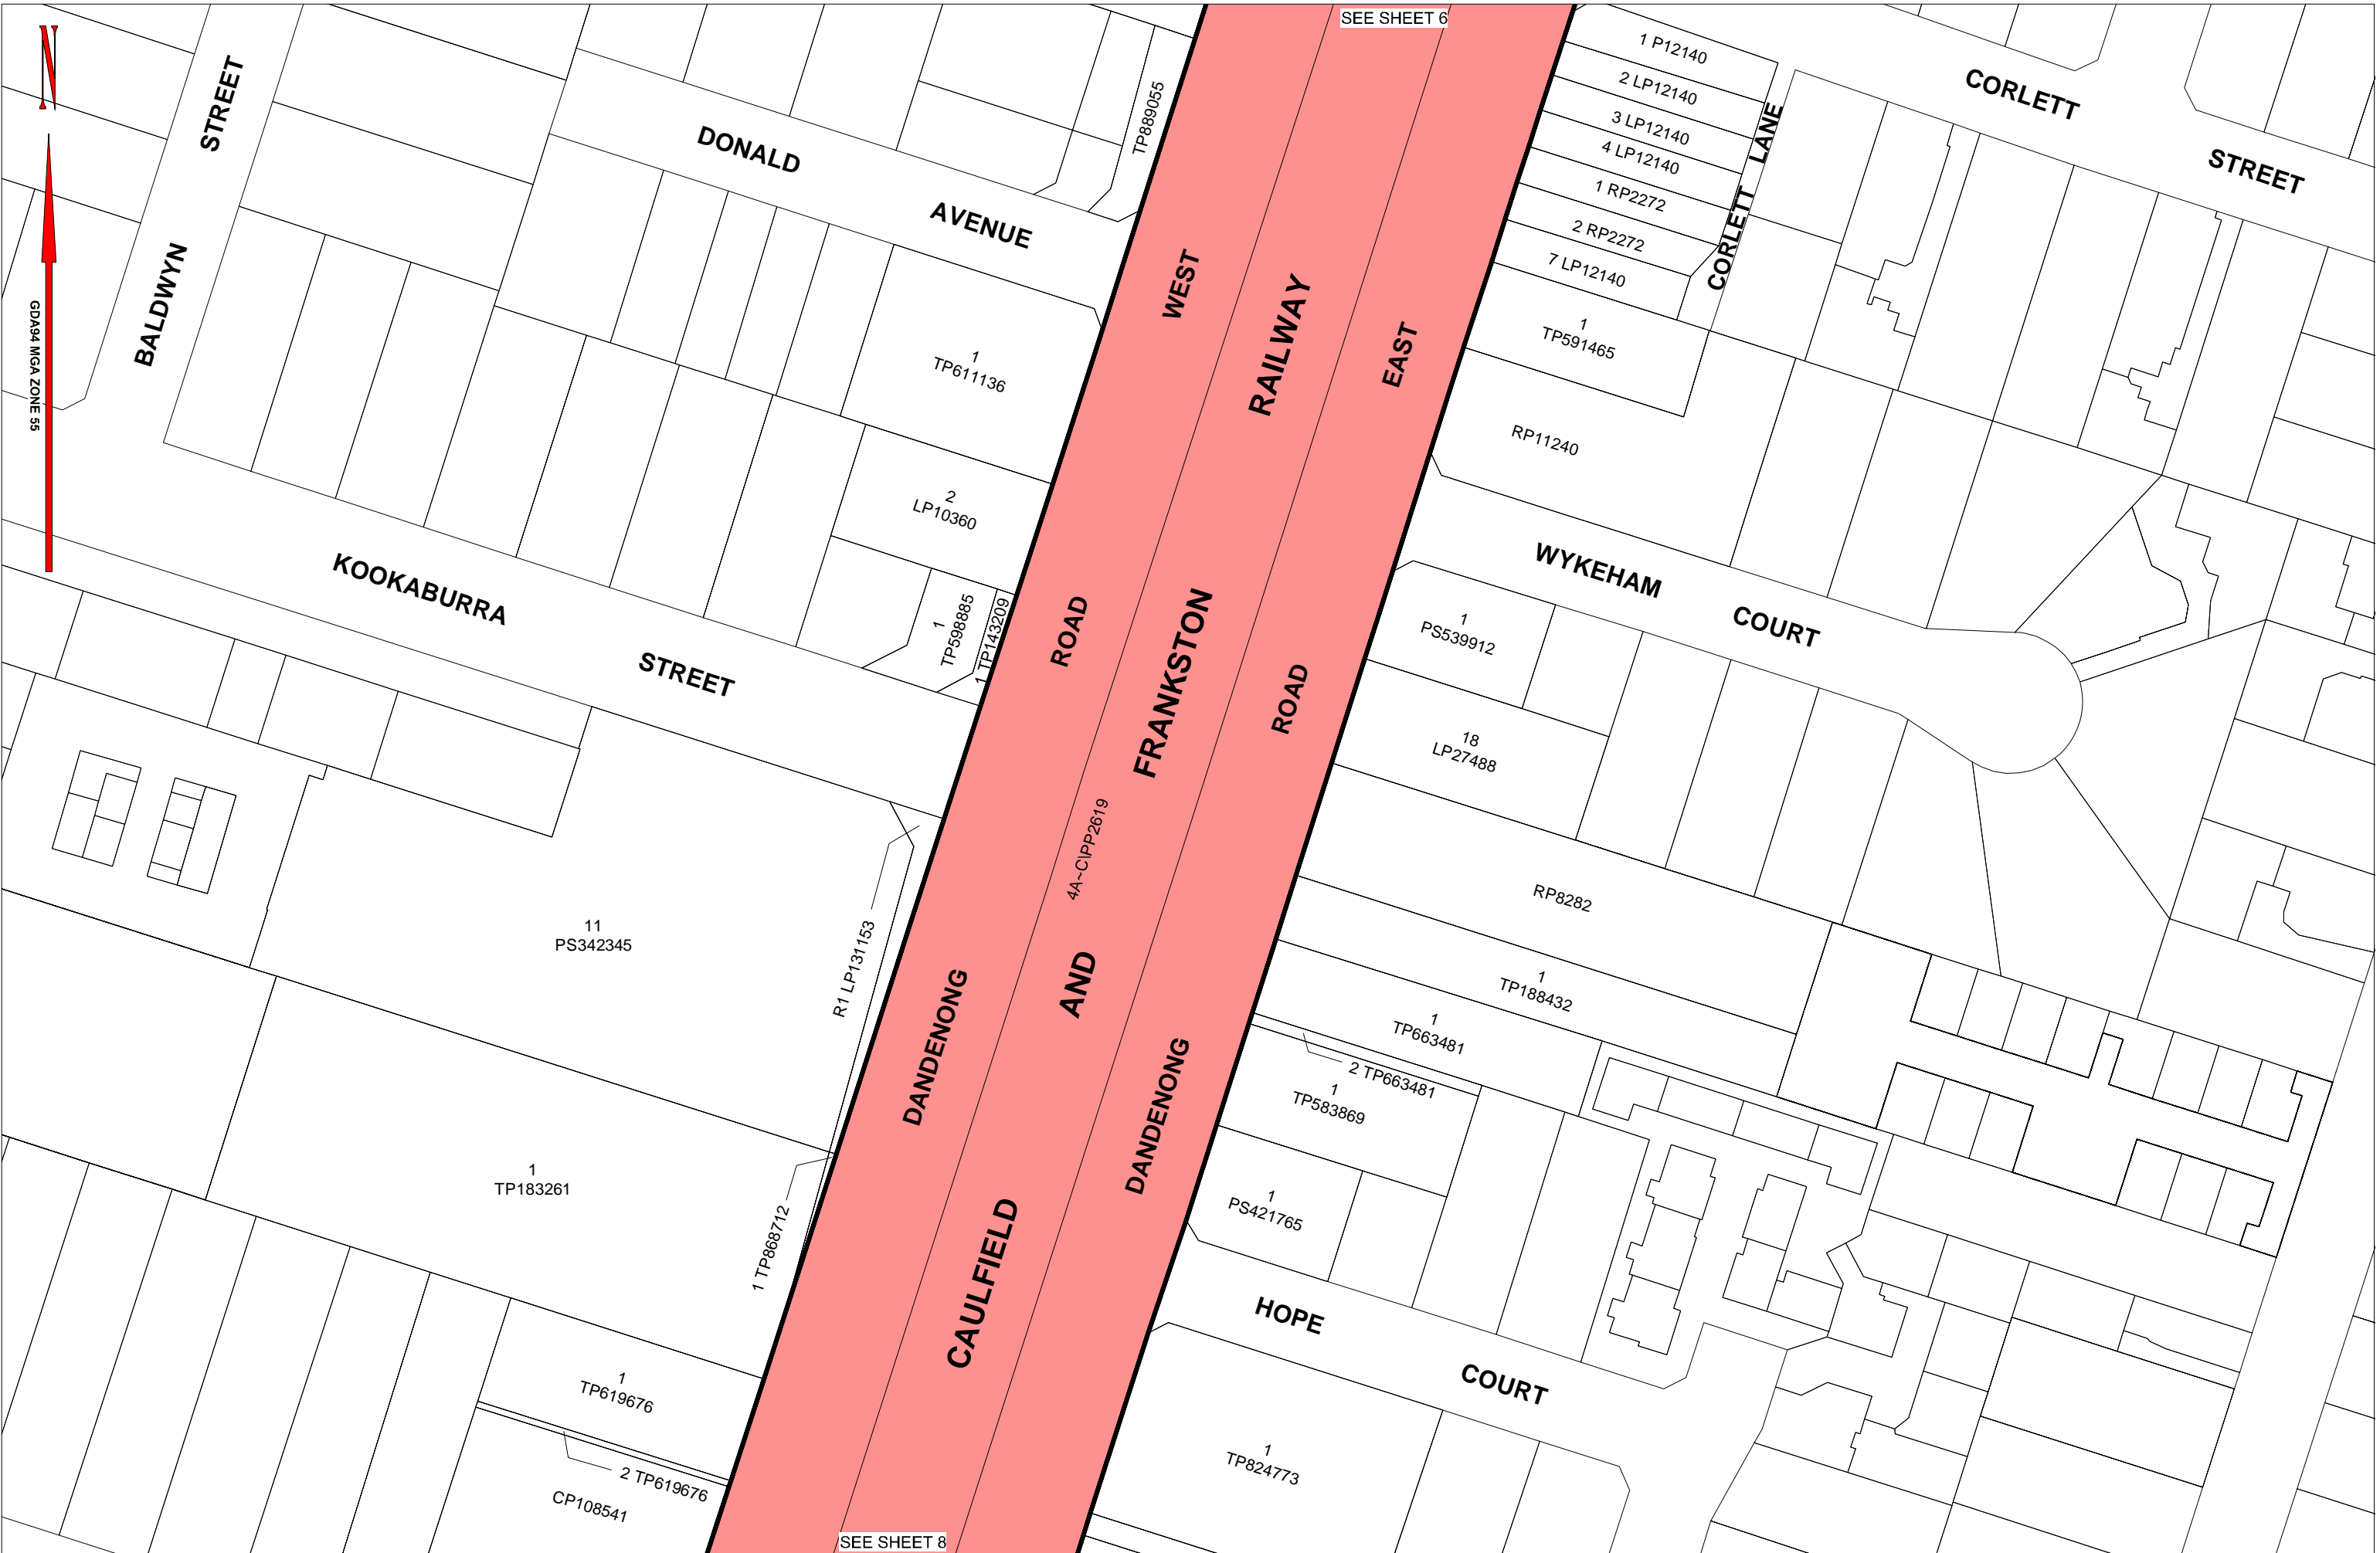 SEE SHEET 6
N
GDA94 MGA ZONE 55
BALDWYN STREET
DONALD AVENUE
TP889055
1
TP611136
2
LP10360
1
TP598885
1 TP143209
KOOKABURRA STREET
11
PS342345
R1 LP131153
1
TP183261
1 TP868712
1
TP619676
2 TP619676
CP108541
DANDENONG ROAD WEST
CAULFIELD AND FRANKSTON RAILWAY
4A~C\PP2619
DANDENONG ROAD EAST
1 P12140
2 LP12140
3 LP12140
4 LP12140
1 RP2272
2 RP2272
7 LP12140
CORLETT LANE
CORLETT STREET
1
TP591465
RP11240
WYKEHAM COURT
1
PS539912
18
LP27488
RP8282
1
TP188432
1
TP663481
2 TP663481
1
TP583869
1
PS421765
HOPE COURT
1
TP824773
SEE SHEET 8